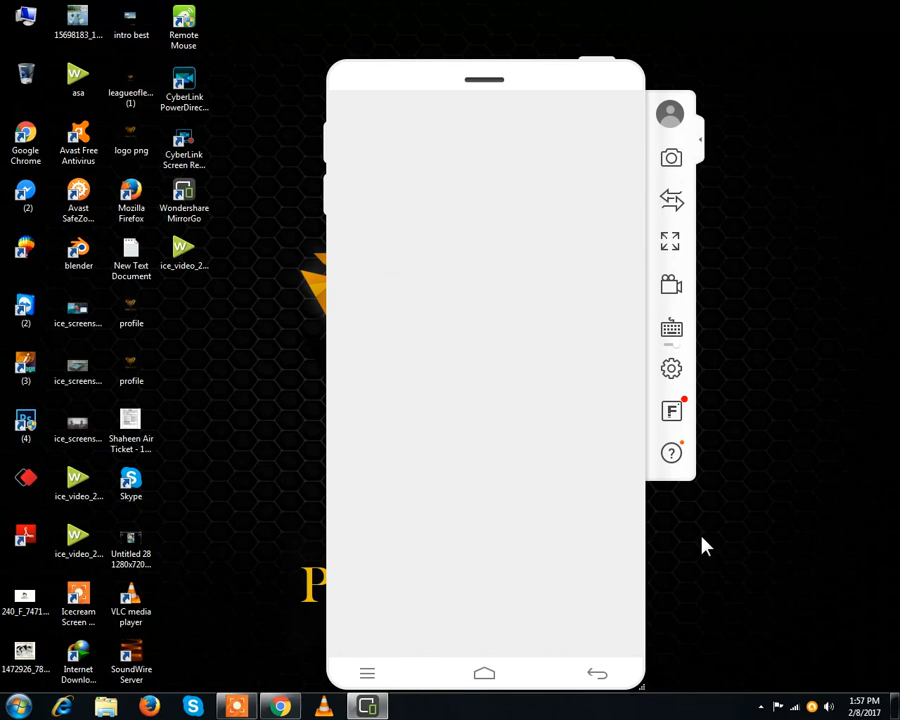 15698183_1...
intro best
Remote
Mouse
asa
leagueofle...
(1)
CyberLink
PowerDirec...
Google
Chrome
Avast Free
Antivirus
logo png
CyberLink
Screen Re...
(2)
Avast
SafeZo...
Mozilla
Firefox
Wondershare
MirrorGo
blender
New Text
Document
ice_video_2...
(2)
ice_screens...
profile
(3)
ice_screens...
profile
Ps
(4)
ice_screens...
Shaheen Air
Ticket - 1...
ice_video_2...
Skype
ice_video_2...
Untitled 28
1280x720...
P
240_F_7471...
Icecream
Screen ...
VLC media
player
1472926_78...
Internet
Downlo...
SoundWire
Server
F
?
1:57 PM
2/8/2017